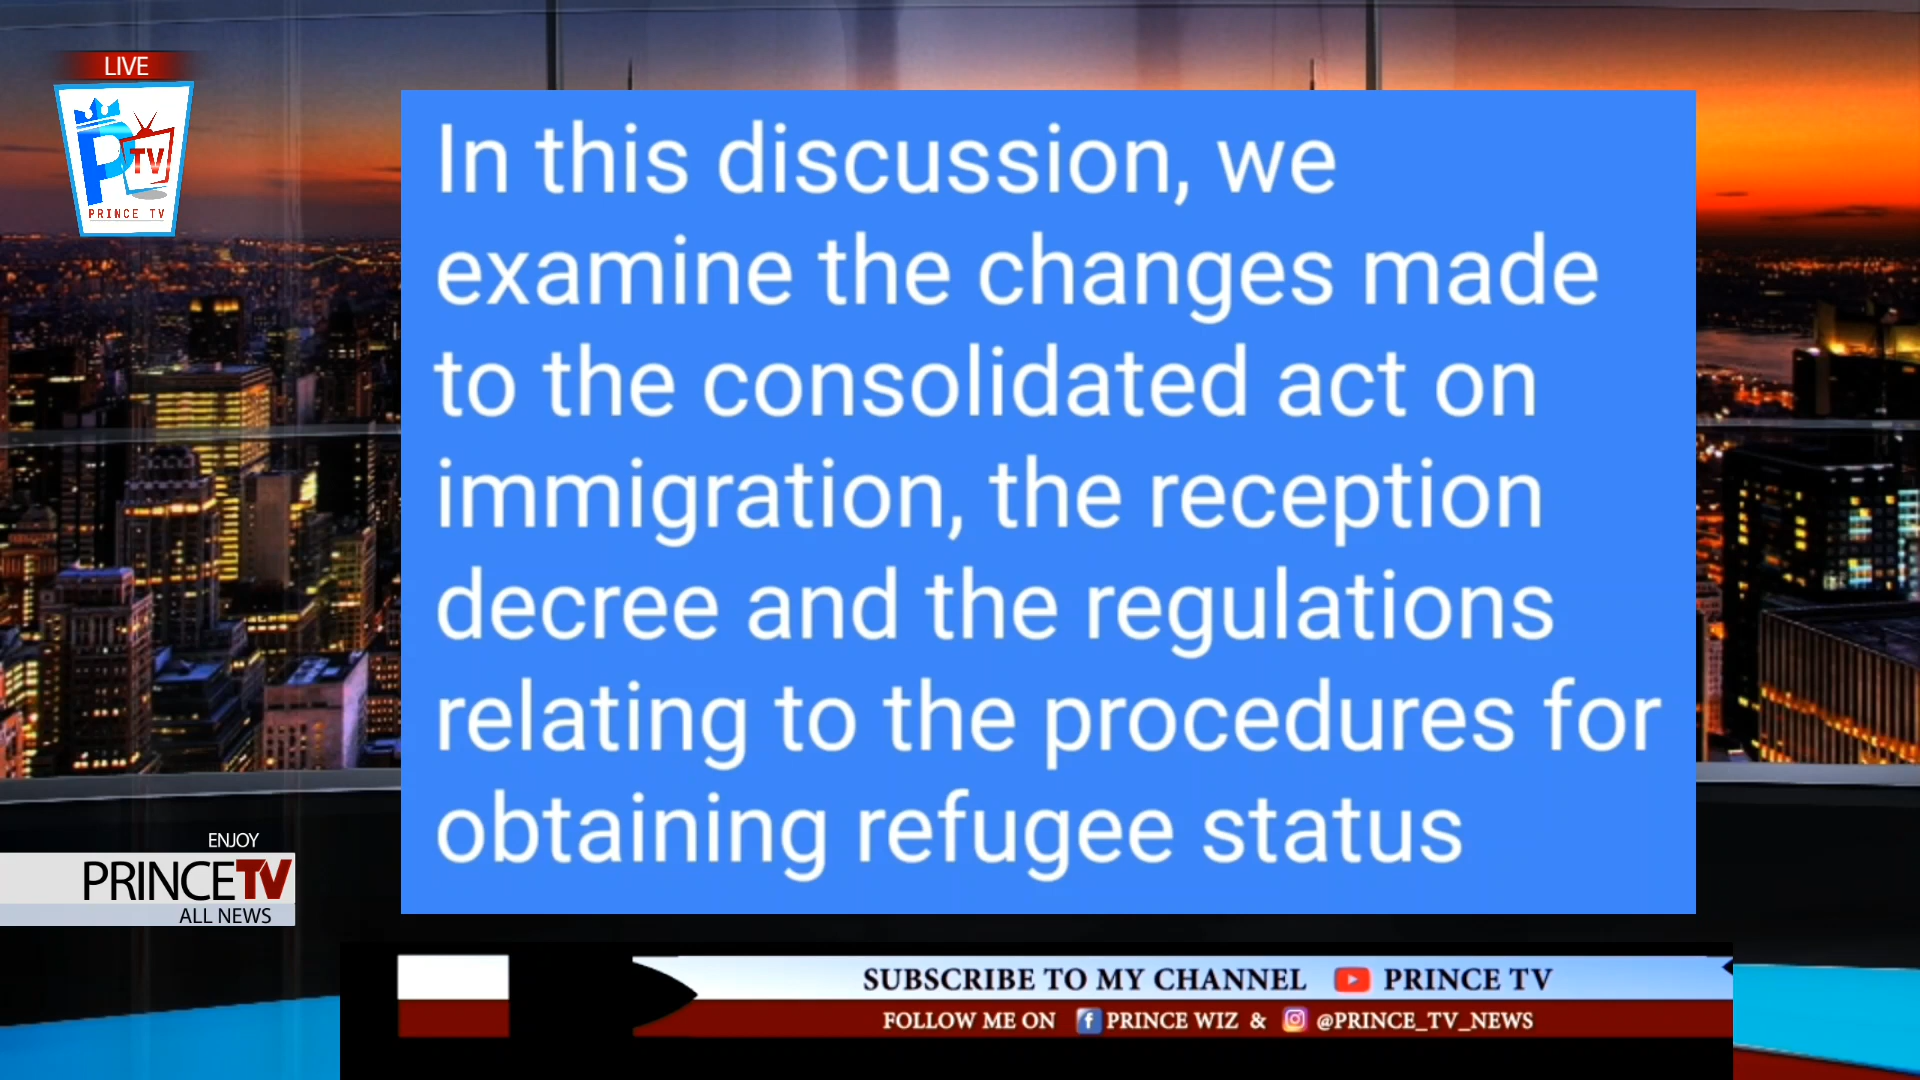 LIVE
P TV
PRINCE TV
In this discussion, we
examine the changes made
to the consolidated act on
immigration, the reception
decree and the regulations
relating to the procedures for
obtaining refugee status
ENJOY
PRINCETV
ALL NEWS
SUBSCRIBE TO MY CHANNEL PRINCE TV
FOLLOW ME ON f PRINCE WIZ & @PRINCE_TV_NEWS